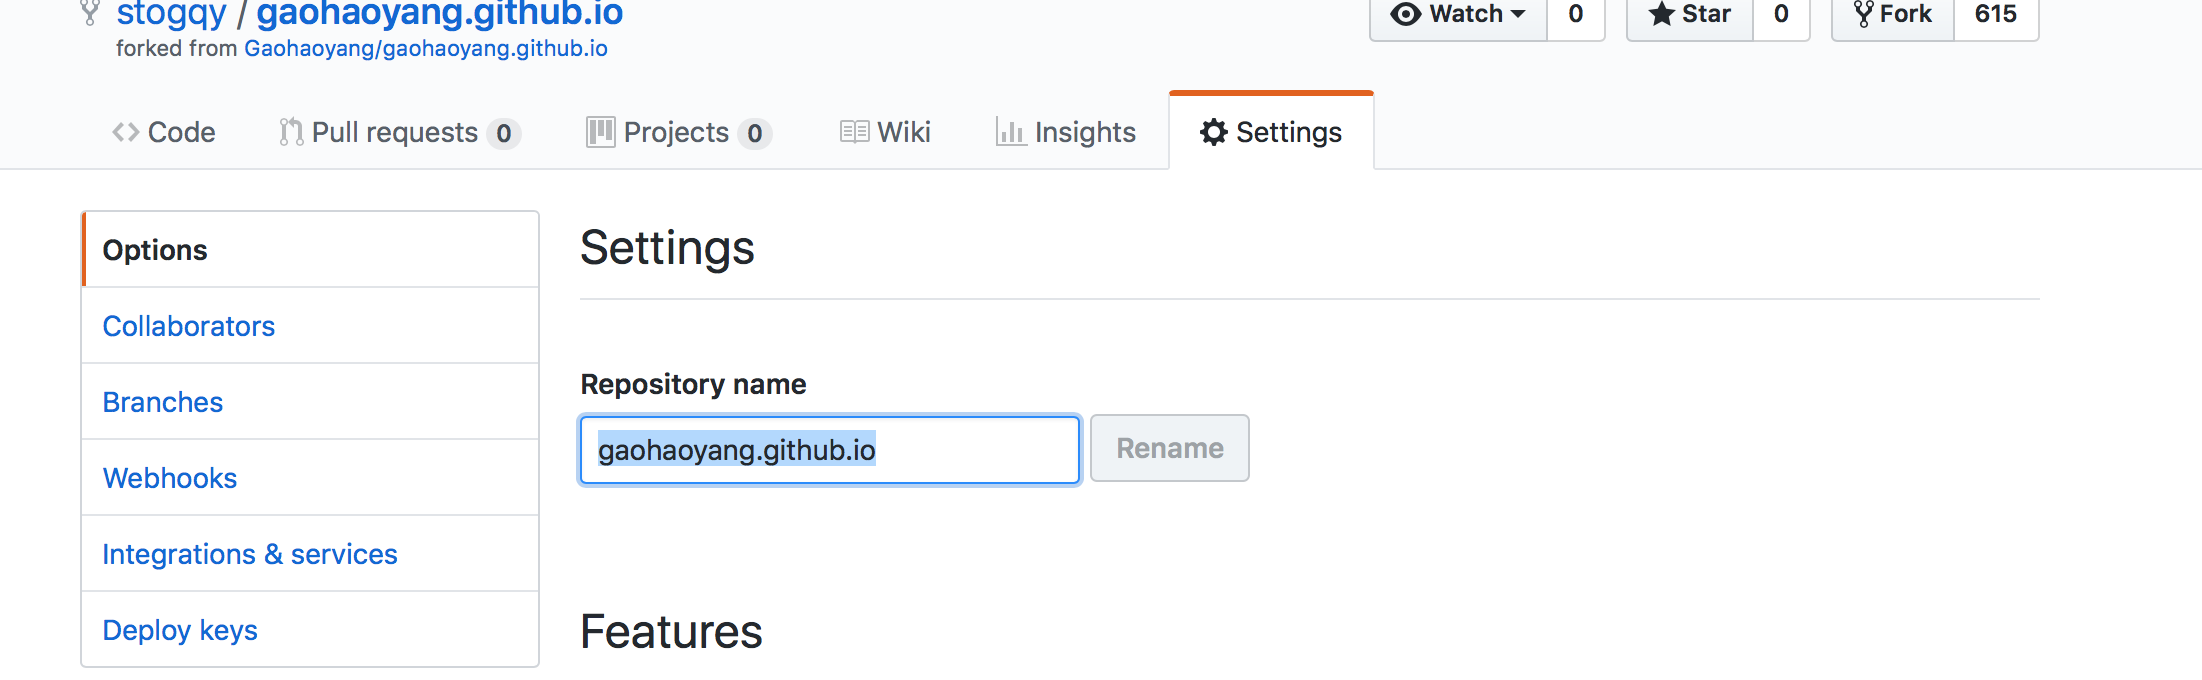 stogqy / gaohaoyang.github.io
Watch 0 Star 0 Fork 615
forked from Gaohaoyang/gaohaoyang.github.io
Code Pull requests 0 Projects 0 Wiki Insights Settings
Options
Collaborators
Branches
Webhooks
Integrations & services
Deploy keys
Settings
Repository name
gaohaoyang.github.io Rename
Features